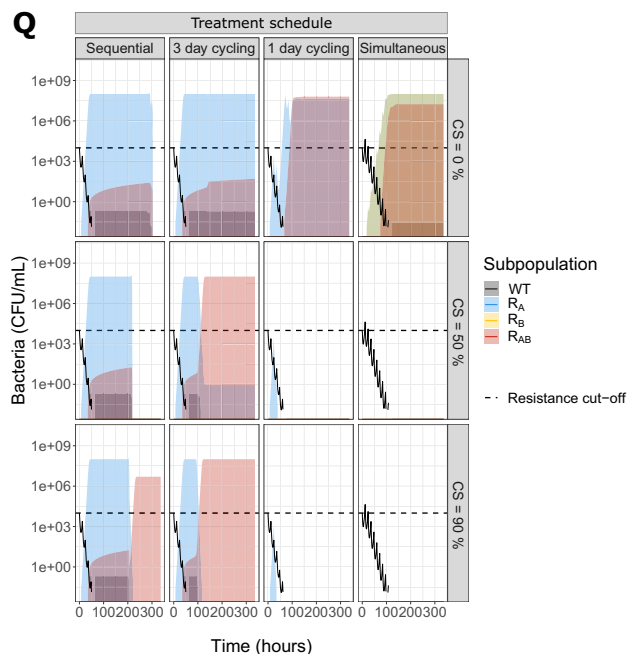 Q
Treatment schedule
Sequential 3 day cycling 1 day cycling Simultaneous
1e+09
1e+06
1e+03
1e+00
CS = 0 %
1e+09
1e+06
1e+03
1e+00
CS = 50 %
1e+09
1e+06
1e+03
1e+00
CS = 90 %
Bacteria (CFU/mL)
0 100200300 0 100200300 0 100200300 0 100200300
Time (hours)
Subpopulation
WT
R_A
R_B
R_AB
Resistance cut−off